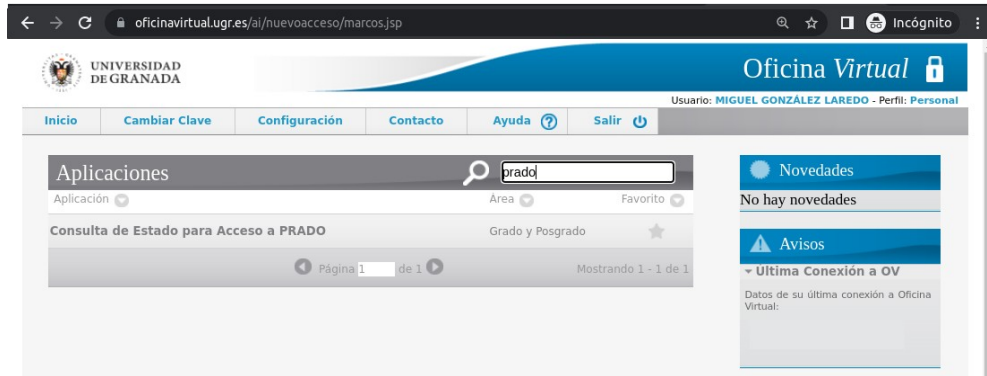 oficinavirtual.ugr.es/ai/nuevoacceso/marcos.jsp
Incógnito
UNIVERSIDAD
DE GRANADA
Oficina Virtual
Usuario: MIGUEL GONZÁLEZ LAREDO - Perfil: Personal
Inicio Cambiar Clave Configuración Contacto Ayuda ? Salir
Aplicaciones prado
Aplicación Área Favorito
Consulta de Estado para Acceso a PRADO Grado y Posgrado
Página 1 de 1 Mostrando 1 - 1 de 1
Novedades
No hay novedades
Avisos
Última Conexión a OV
Datos de su última conexión a Oficina
Virtual: